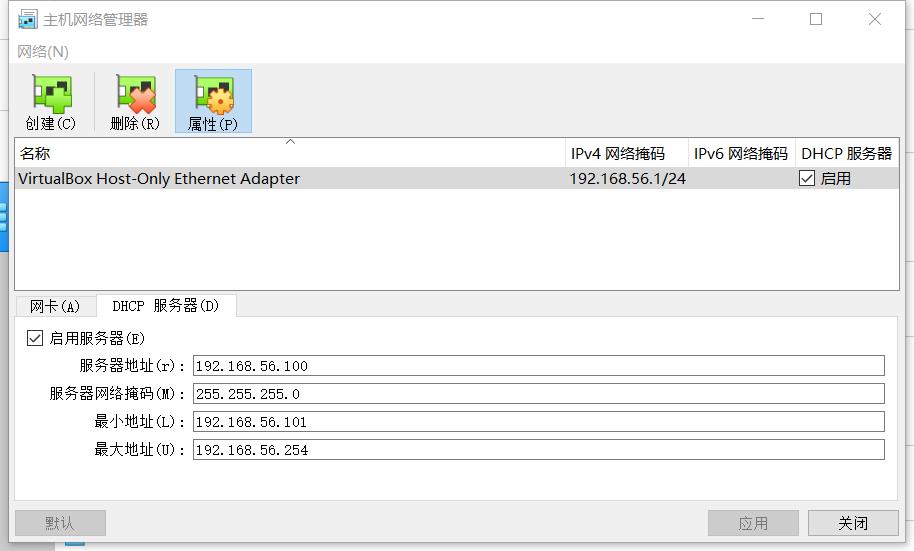 主机网络管理器
网络(N)
创建(C) 删除(R) 属性(P)
名称 IPv4 网络掩码 IPv6 网络掩码 DHCP 服务器
VirtualBox Host-Only Ethernet Adapter 192.168.56.1/24 启用
网卡(A) DHCP 服务器(D)
启用服务器(E)
服务器地址(r): 192.168.56.100
服务器网络掩码(M): 255.255.255.0
最小地址(L): 192.168.56.101
最大地址(U): 192.168.56.254
默认 应用 关闭